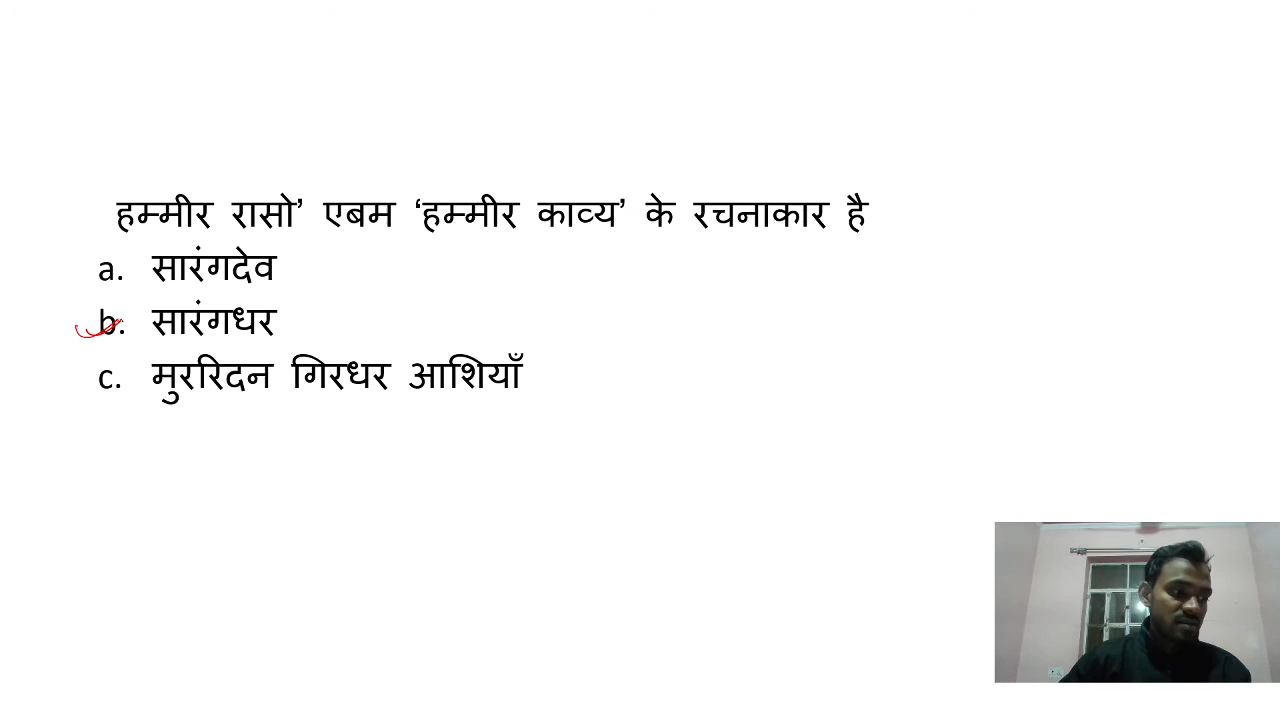 हम्मीर रासो’ एबम ‘हम्मीर काव्य’ के रचनाकार है
a. सारंगदेव
b. सारंगधर
c. मुररिदन गिरधर आशियाँ